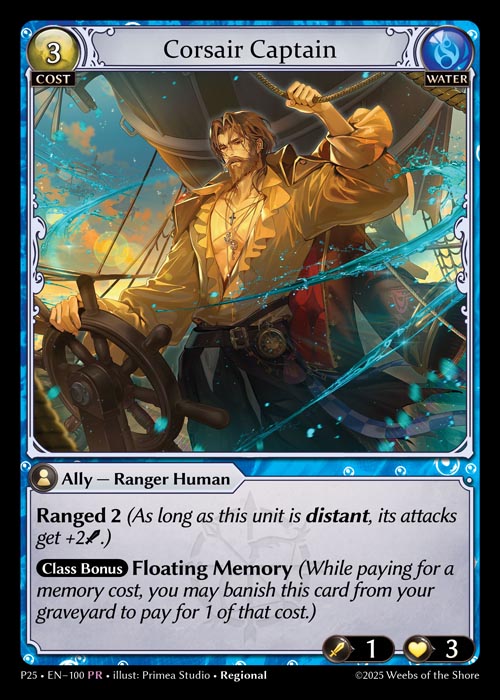 3
Corsair Captain
COST
WATER
Ally — Ranger Human
Ranged 2 (As long as this unit is distant, its attacks
get +2.)
Class Bonus Floating Memory (While paying for a
memory cost, you may banish this card from your
graveyard to pay for 1 of that cost.)
1
3
P25 • EN–100 PR • illust: Primea Studio • Regional
©2025 Weebs of the Shore